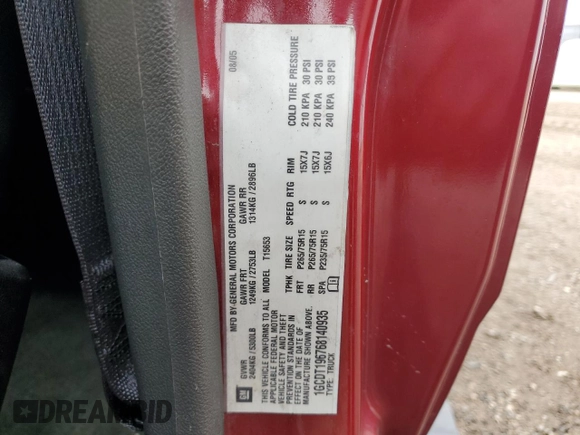 MFD BY GENERAL MOTORS CORPORATION 08/05
GVWR GAWR FRT GAWR RR
2404KG / 5300LB 1249KG / 2753LB 1314KG / 2896LB
THIS VEHICLE CONFORMS TO ALL MODEL T15653
APPLICABLE FEDERAL MOTOR
VEHICLE SAFETY AND THEFT
PREVENTION STANDARDS IN
EFFECT ON THE DATE OF
MANUFACTURE SHOWN ABOVE.
1GCDT196768140935
TYPE: TRUCK
TPHK TIRE SIZE SPEED RTG RIM COLD TIRE PRESSURE
FRT P265/75R15 S 15X7J 210 KPA 30 PSI
RR P265/75R15 S 15X7J 210 KPA 30 PSI
SPA P235/75R15 S 15X6J 240 KPA 35 PSI
GM
DREAMBID